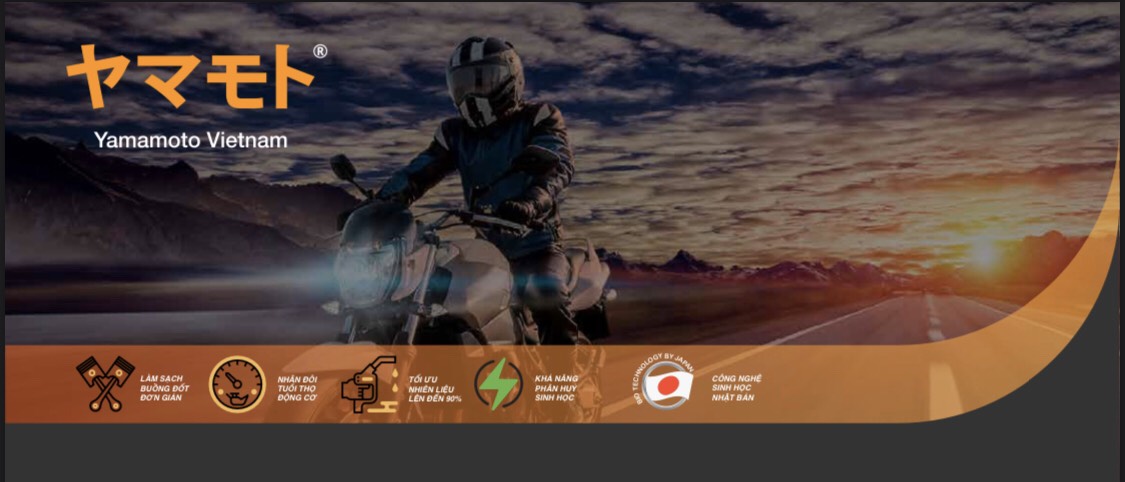 ヤマモト®
Yamamoto Vietnam
LÀM SẠCH
BUỒNG ĐỐT
ĐƠN GIẢN
NHÂN ĐÔI
TUỔI THỌ
ĐỘNG CƠ
TỐI ƯU
NHIÊN LIỆU
LÊN ĐẾN 90%
KHẢ NĂNG
PHÂN HUỶ
SINH HỌC
BIO TECHNOLOGY BY JAPAN
CÔNG NGHỆ
SINH HỌC
NHẬT BẢN